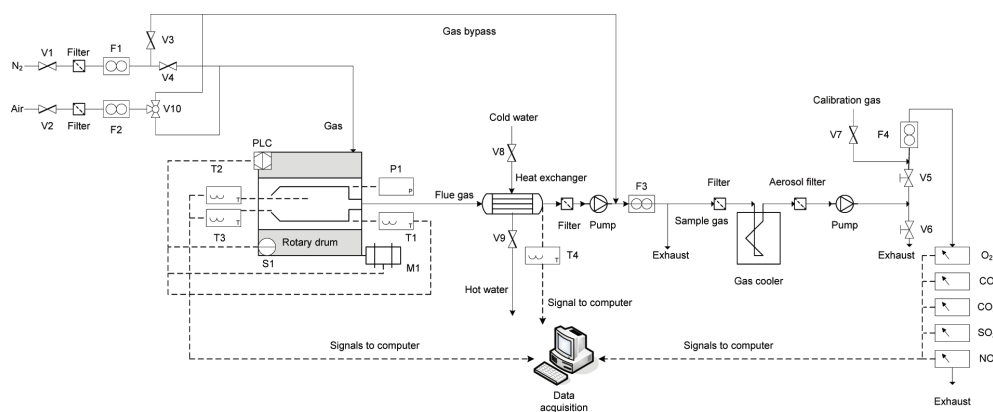 Gas bypass
V3
V1
Filter
F1
N2
V4
Air
V10
V2
Filter
F2
Calibration gas
V7
F4
Cold water
V8
Gas
PLC
T2
P1
P
T
T3
T
Rotary drum
S1
T1
T
M1
Flue gas
Heat exchanger
V9
Filter
Pump
F3
T4
T
Hot water
Signal to computer
Filter
Sample gas
Exhaust
Aerosol filter
Pump
Gas cooler
V5
V6
Exhaust
O2
CO
CO
SO
NO
Exhaust
Signals to computer
Signals to computer
Data
acquisition